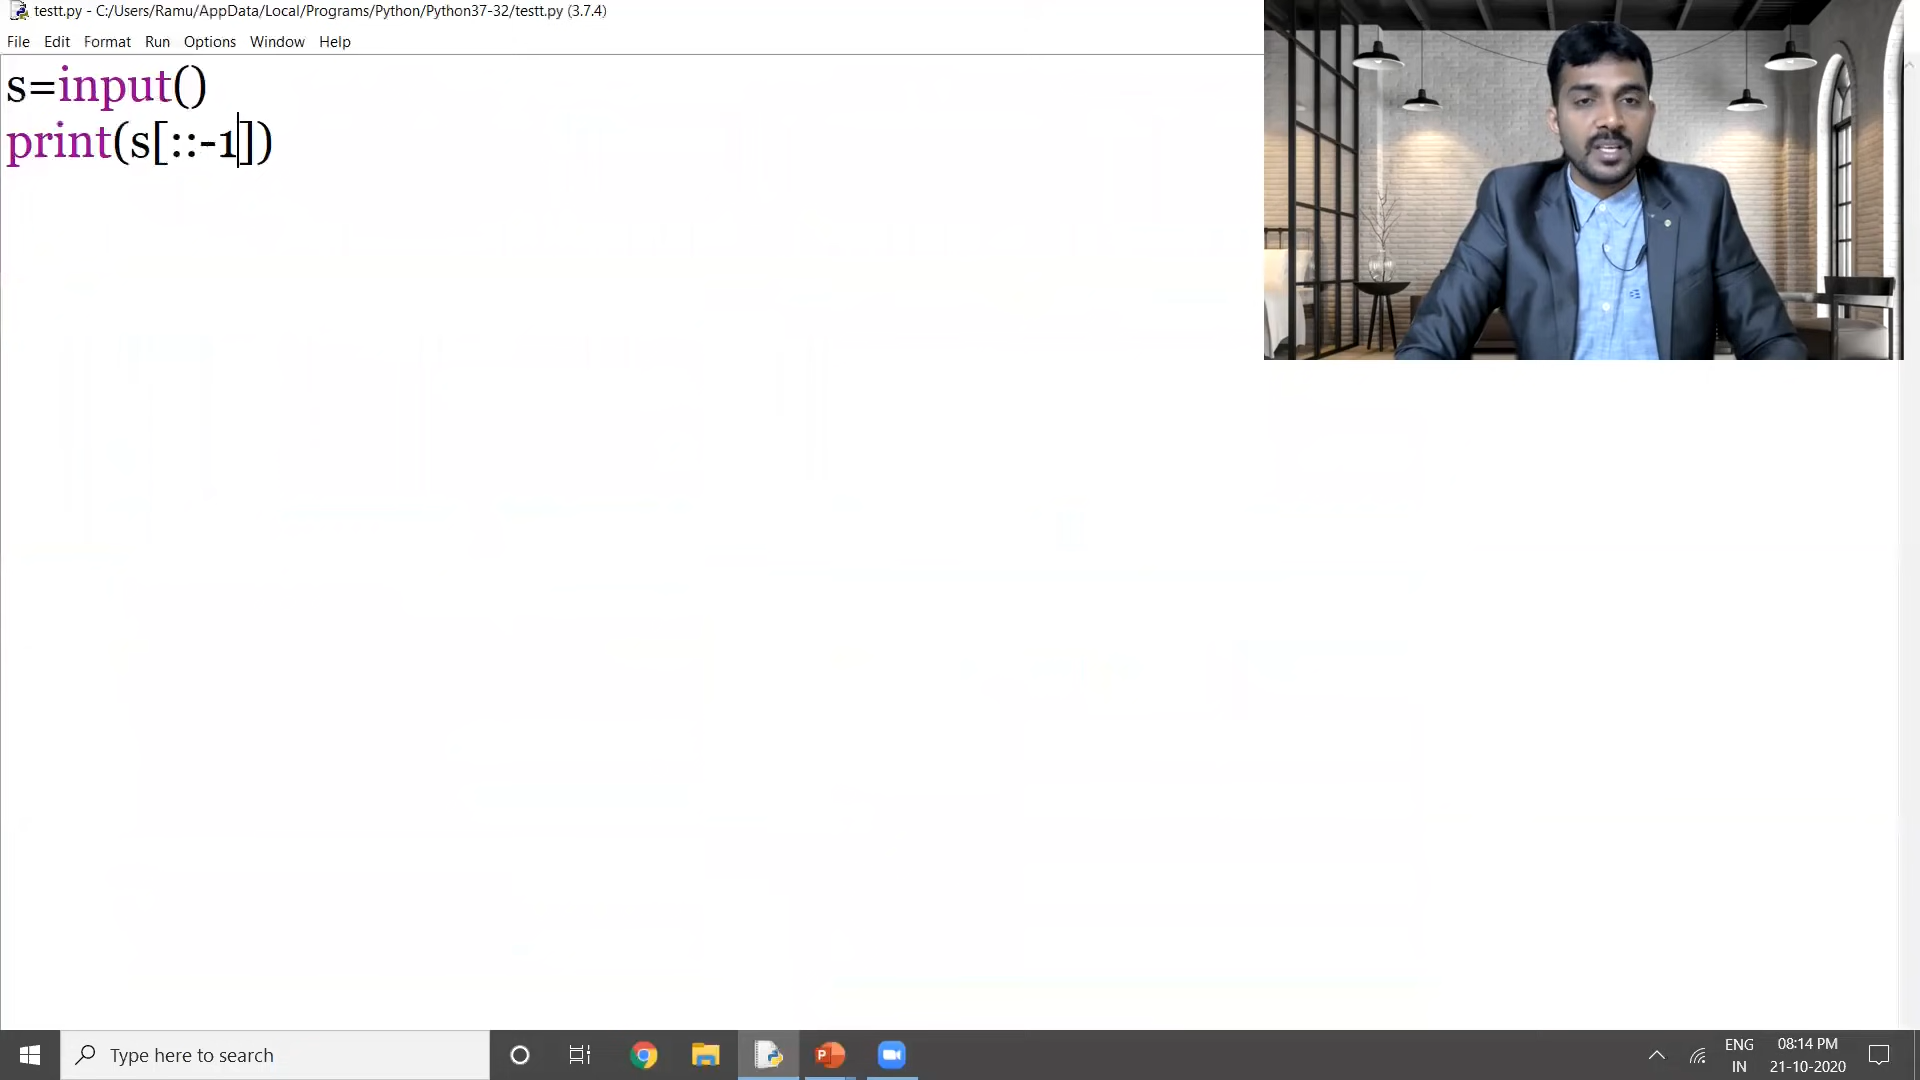 testt.py - C:/Users/Ramu/AppData/Local/Programs/Python/Python37-32/testt.py (3.7.4)
File Edit Format Run Options Window Help
s=input()
print(s[::-1])
Type here to search
ENG 08:14 PM
IN 21-10-2020